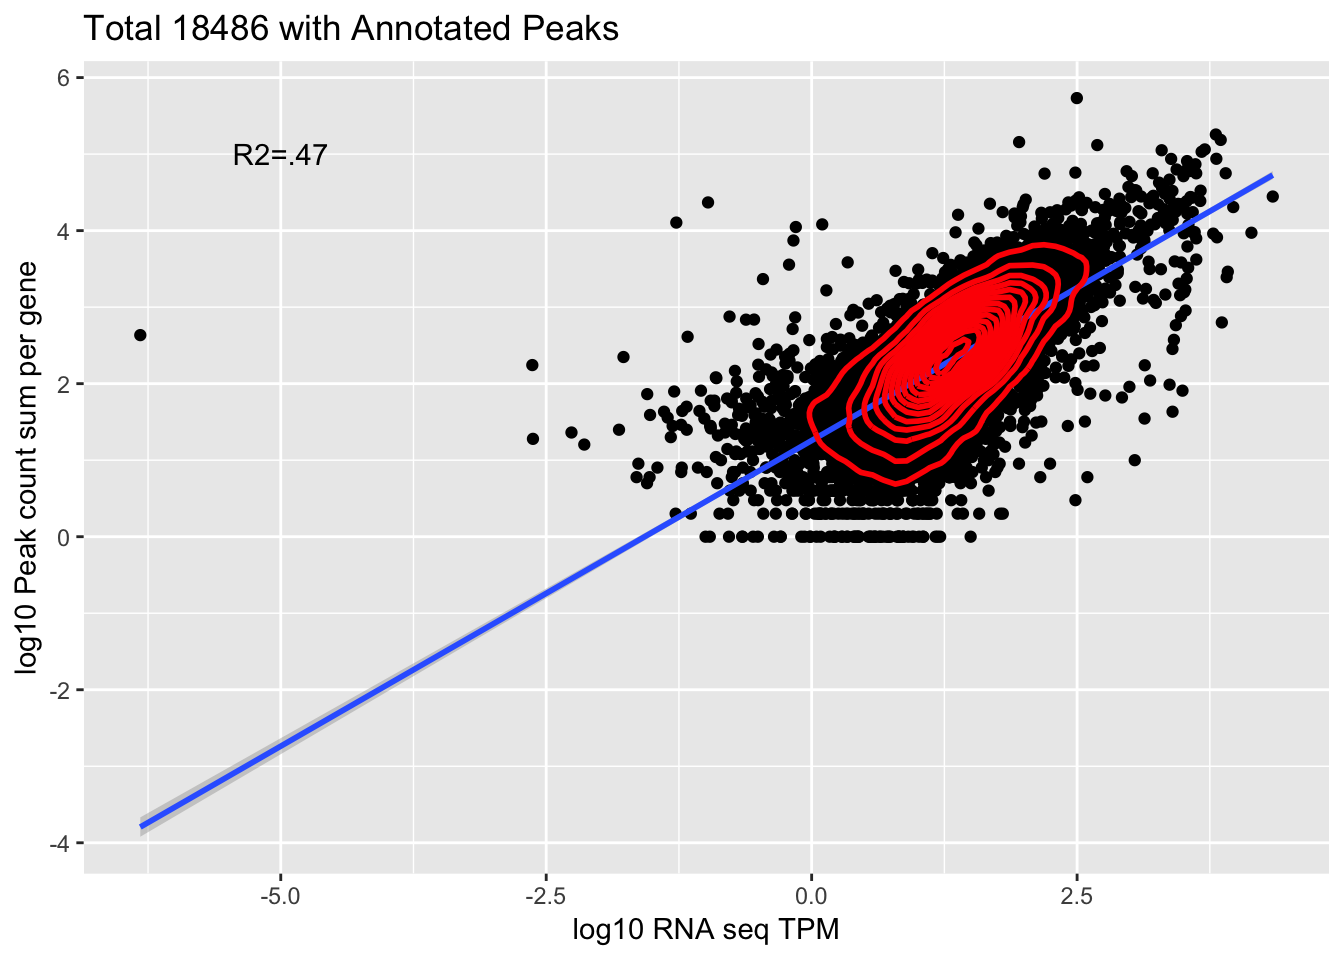 Total 18486 with Annotated Peaks
6
R2=.47
4
2
0
-2
-4
log10 Peak count sum per gene
-5.0
-2.5
0.0
2.5
log10 RNA seq TPM